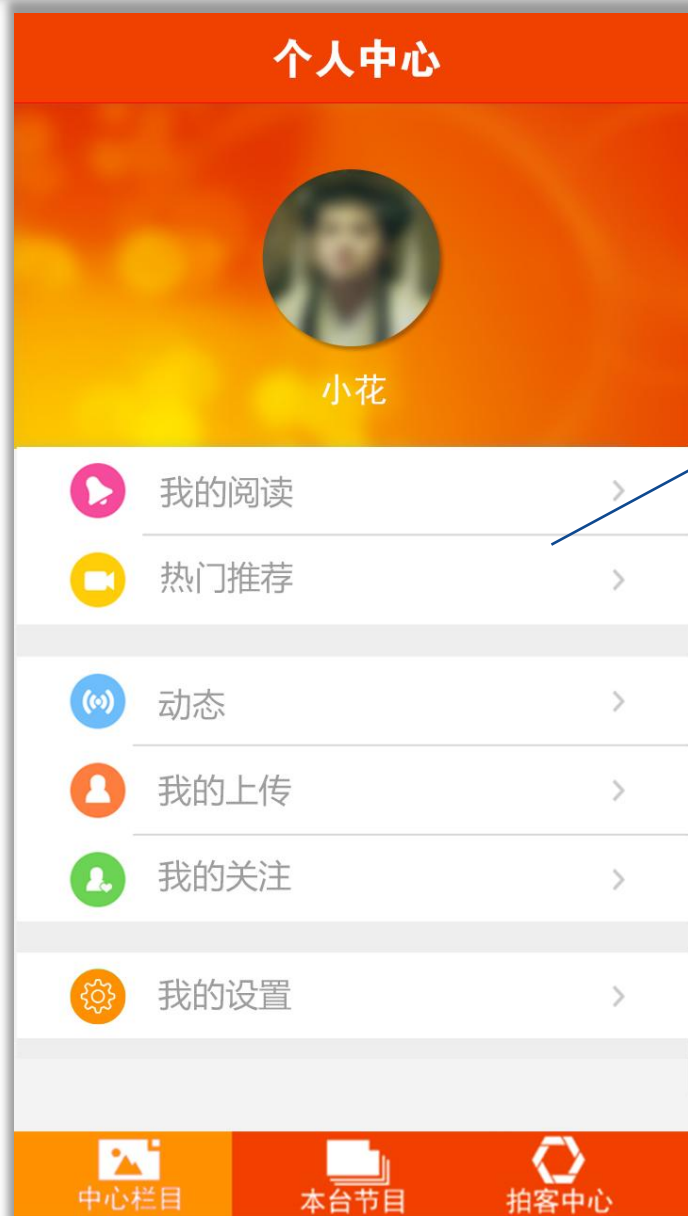 个人中心
小花
我的阅读
热门推荐
动态
我的上传
我的关注
我的设置
中心栏目 本台节目 拍客中心